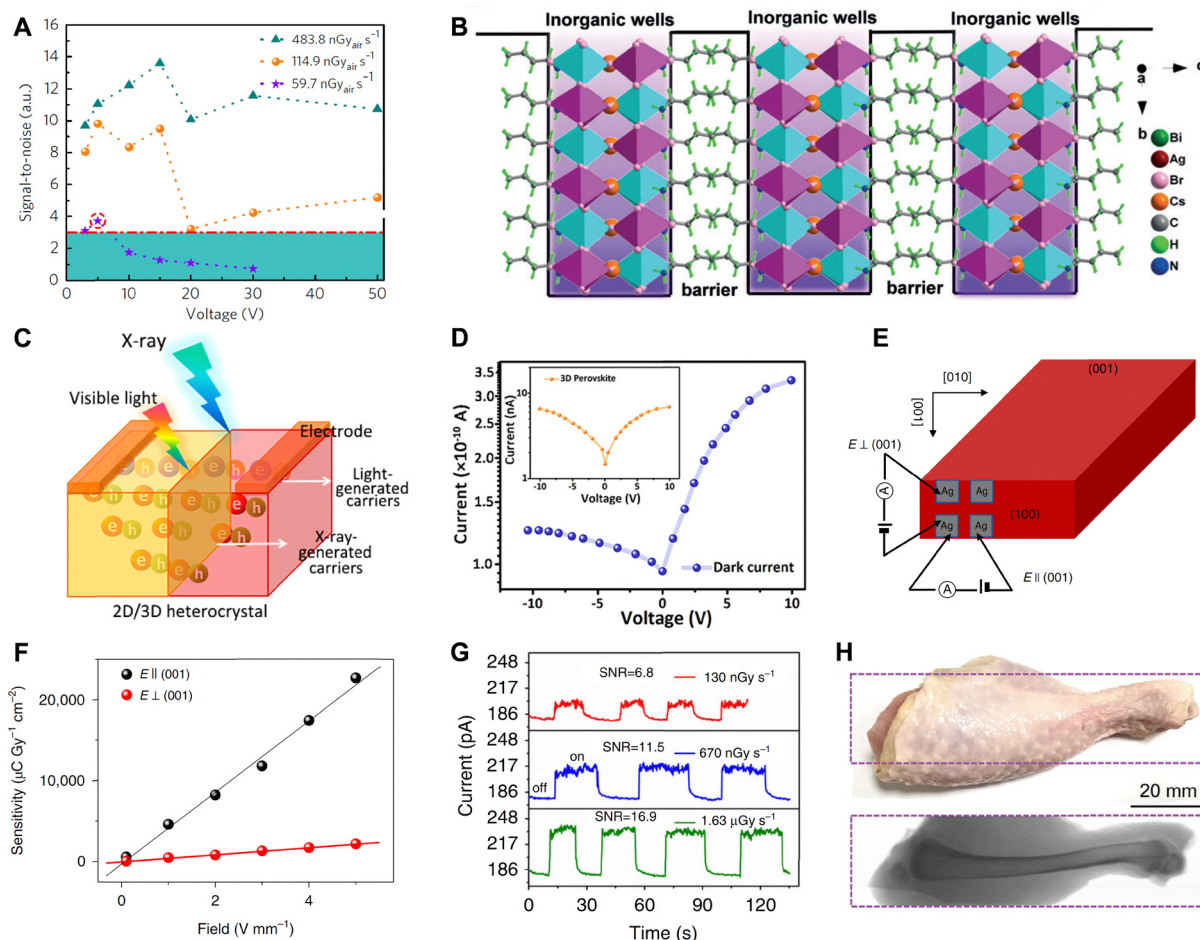 A
Signal-to-noise (a.u.)
16
14
12
10
8
6
4
2
0
483.8 nGyair s−1
114.9 nGyair s−1
59.7 nGyair s−1
0 10 20 30 40 50
Voltage (V)
B
Inorganic wells Inorganic wells Inorganic wells
barrier barrier
a c
b
Bi
Ag
Br
Cs
C
H
N
C
X-ray
Visible light
Electrode
Light-
generated
carriers
X-ray-
generated
carriers
e h
2D/3D heterocrystal
D
Current (×10−10 A)
3.5
3.0
2.5
2.0
1.5
1.0
3D Perovskite
Current (nA)
10
1
-10 -5 0 5 10
Voltage (V)
Dark current
-10 -5 0 5 10
Voltage (V)
E
(001)
[010]
[001]
E⊥(001)
A
Ag Ag
(100)
Ag Ag
E || (001)
A
F
Sensitivity (μC Gy−1 cm−2)
20,000
10,000
0
E || (001)
E ⊥ (001)
0 2 4
Field (V mm−1)
G
Current (pA)
248
217
186
SNR=6.8 130 nGy s−1
248
217
186
SNR=11.5 670 nGy s−1
on
off
248
217
186
SNR=16.9 1.63 μGy s−1
0 30 60 90 120
Time (s)
H
20 mm